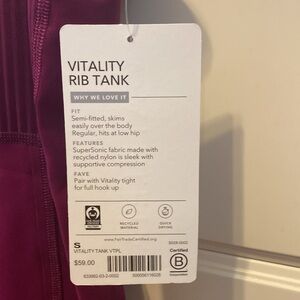 VITALITY
RIB TANK
WHY WE LOVE IT
FIT
Semi-fitted, skims
easily over the body
Regular, hits at low hip
FEATURES
SuperSonic fabric made with
recycled nylon is sleek with
supportive compression
FAVE
Pair with Vitality tight
for full hook up
RECYCLED
MATERIAL
QUICK
DRYING
www.FairTradeCertified.org
S
VITALITY TANK VTPL
$59.00
Certified
B
Corporation